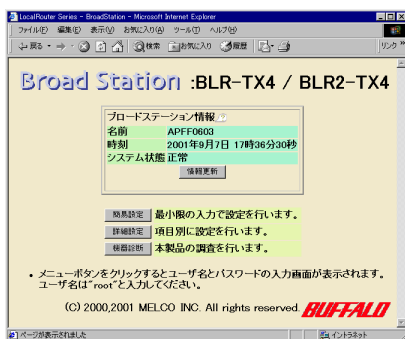 LocalRouter Series - BroadStation - Microsoft Internet Explorer
ファイル(F) 編集(E) 表示(V) お気に入り(A) ツール(T) ヘルプ(H)
戻る 検索 お気に入り 履歴 リンク
Broad Station :BLR-TX4 / BLR2-TX4
ブロードステーション情報
名前 APFF0603
時刻 2001年9月7日 17時36分30秒
システム状態 正常
情報更新
簡易設定 最小限の入力で設定を行います。
詳細設定 項目別に設定を行います。
機器診断 本製品の調査を行います。
• メニューボタンをクリックするとユーザ名とパスワードの入力画面が表示されます。
ユーザ名は"root"と入力してください。
(C) 2000,2001 MELCO INC. All rights reserved. BUFFALO
ページが表示されました イントラネット